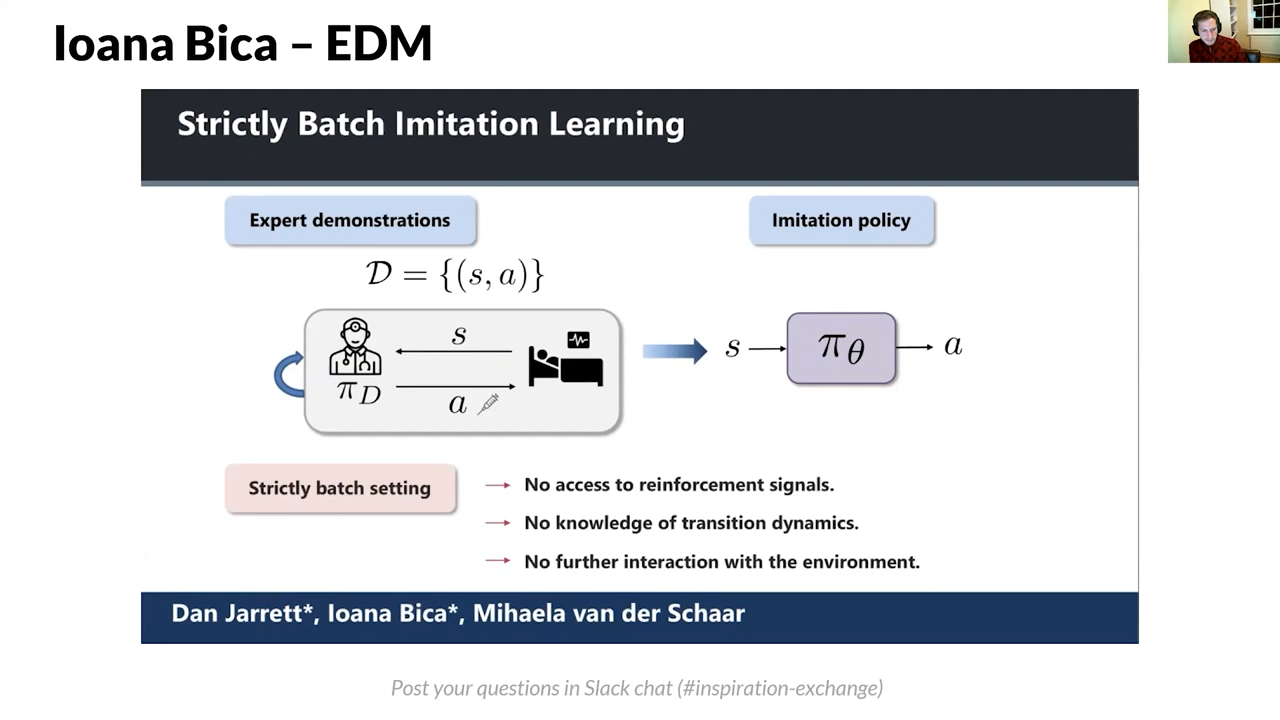 Ioana Bica – EDM
Strictly Batch Imitation Learning
Expert demonstrations
Imitation policy
𝒟 = {(s, a)}
s
π_D
a
s
π_θ
a
Strictly batch setting
No access to reinforcement signals.
No knowledge of transition dynamics.
No further interaction with the environment.
Dan Jarrett*, Ioana Bica*, Mihaela van der Schaar
Post your questions in Slack chat (#inspiration-exchange)